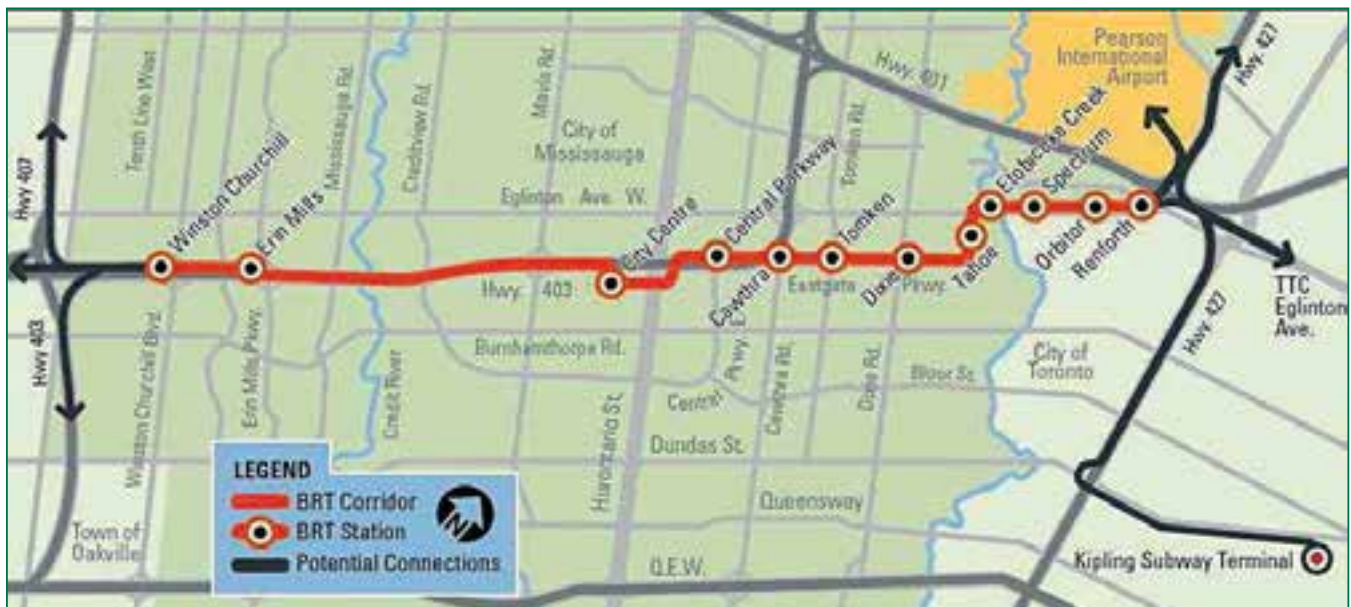 Pearson
International
Airport
Hwy. 427
Hwy. 401
Tenth Line West
Mississauga Rd.
Creditview Rd.
Mavis Rd.
City of
Mississauga
Tomken Rd.
Etobicoke Creek
Spectrum
Hwy 407
Winston Churchill
Erin Mills
Eglinton Ave. W.
City Centre
Central Parkway
Cawthra
Tomken
Dixie
Tahoe
Orbitor
Renforth
Hwy. 403
Eastgate Pkwy.
TTC
Eglinton
Ave.
Hwy 403
Hwy 427
Winston Churchill Blvd.
Erin Mills Pkwy.
Credit River
Burnhamthorpe Rd.
Hurontario St.
Central Pkwy. E.
Cawthra Rd.
Dixie Rd.
Bloor St.
City of
Toronto
Dundas St.
LEGEND
BRT Corridor
BRT Station
Potential Connections
N
Queensway
Town of
Oakville
Q.E.W.
Kipling Subway Terminal